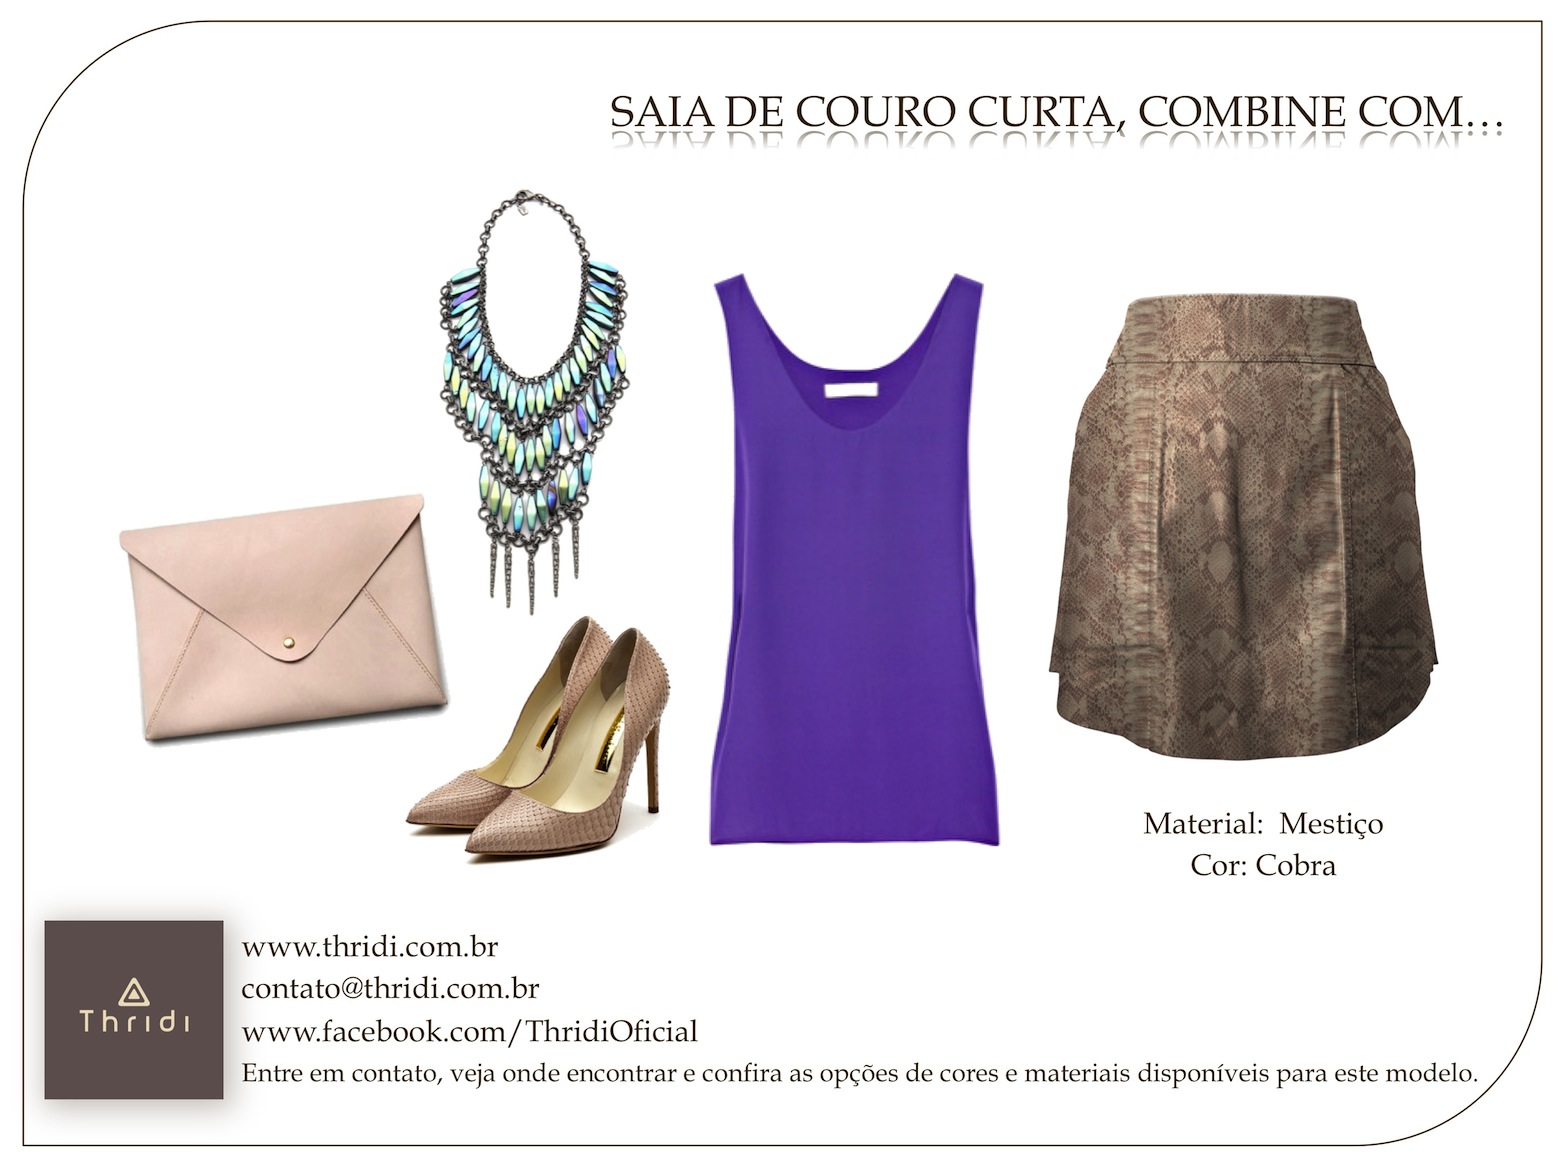 SAIA DE COURO CURTA, COMBINE COM...
Material: Mestiço
Cor: Cobra
Thridi
www.thridi.com.br
contato@thridi.com.br
www.facebook.com/ThridiOficial
Entre em contato, veja onde encontrar e confira as opções de cores e materiais disponíveis para este modelo.